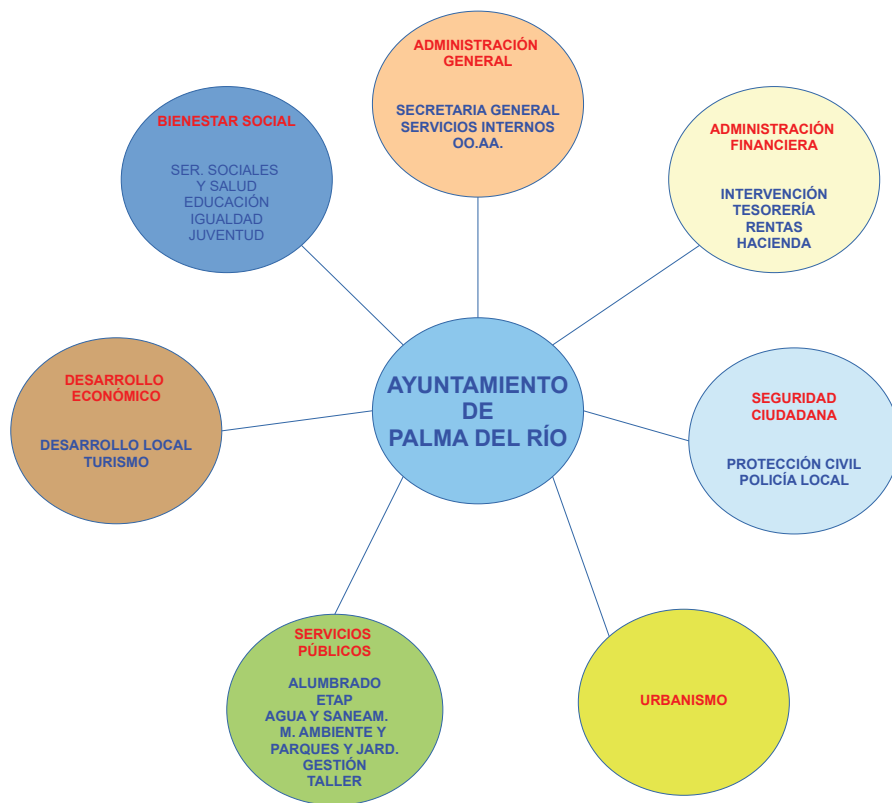 ADMINISTRACIÓN
GENERAL
SECRETARIA GENERAL
SERVICIOS INTERNOS
OO.AA.
BIENESTAR SOCIAL
SER. SOCIALES
Y SALUD
EDUCACIÓN
IGUALDAD
JUVENTUD
ADMINISTRACIÓN
FINANCIERA
INTERVENCIÓN
TESORERÍA
RENTAS
HACIENDA
AYUNTAMIENTO
DE
PALMA DEL RÍO
DESARROLLO
ECONÓMICO
DESARROLLO LOCAL
TURISMO
SEGURIDAD
CIUDADANA
PROTECCIÓN CIVIL
POLICÍA LOCAL
SERVICIOS
PÚBLICOS
ALUMBRADO
ETAP
AGUA Y SANEAM.
M. AMBIENTE Y
PARQUES Y JARD.
GESTIÓN
TALLER
URBANISMO